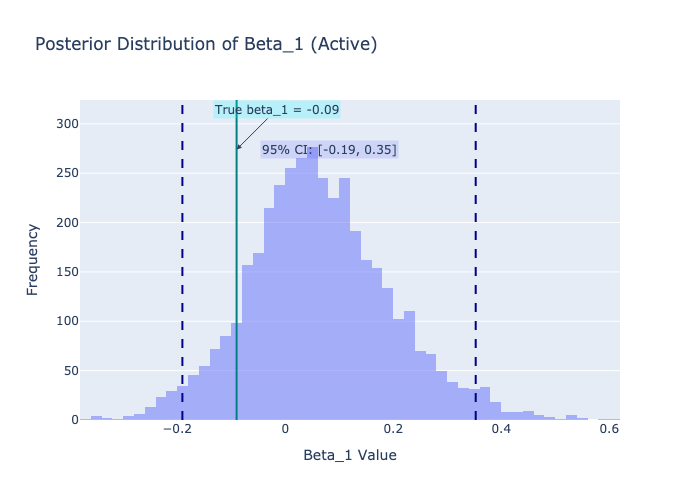 Posterior Distribution of Beta_1 (Active)
True beta_1 = -0.09
95% CI: [-0.19, 0.35]
300
250
200
150
100
50
0
Frequency
−0.2
0
0.2
0.4
0.6
Beta_1 Value